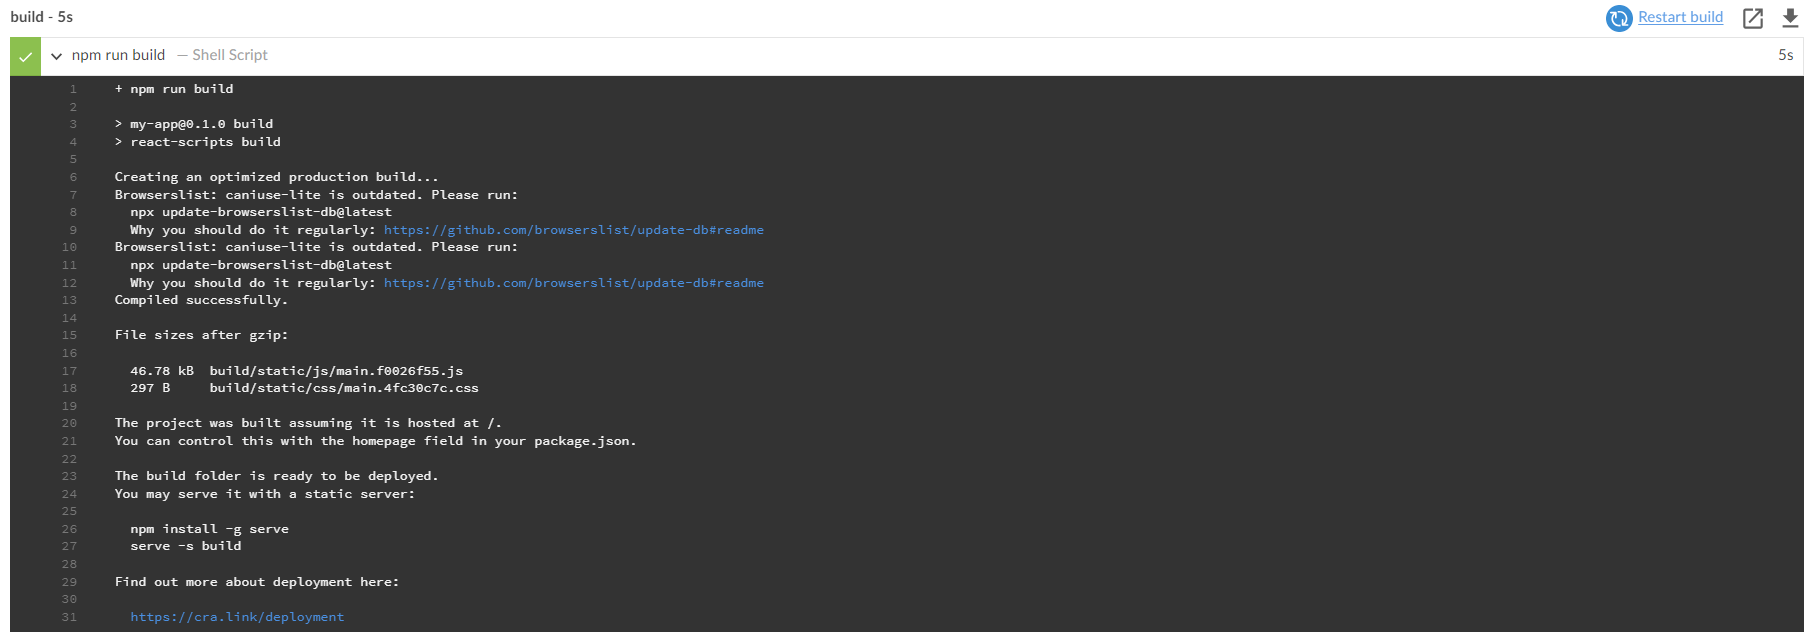 build - 5s
Restart build
npm run build — Shell Script
5s
1 + npm run build
2
3 > my-app@0.1.0 build
4 > react-scripts build
5
6 Creating an optimized production build...
7 Browserslist: caniuse-lite is outdated. Please run:
8 npx update-browserslist-db@latest
9 Why you should do it regularly: https://github.com/browserslist/update-db#readme
10 Browserslist: caniuse-lite is outdated. Please run:
11 npx update-browserslist-db@latest
12 Why you should do it regularly: https://github.com/browserslist/update-db#readme
13 Compiled successfully.
14
15 File sizes after gzip:
16
17 46.78 kB build/static/js/main.f0026f55.js
18 297 B build/static/css/main.4fc30c7c.css
19
20 The project was built assuming it is hosted at /.
21 You can control this with the homepage field in your package.json.
22
23 The build folder is ready to be deployed.
24 You may serve it with a static server:
25
26 npm install -g serve
27 serve -s build
28
29 Find out more about deployment here:
30
31 https://cra.link/deployment